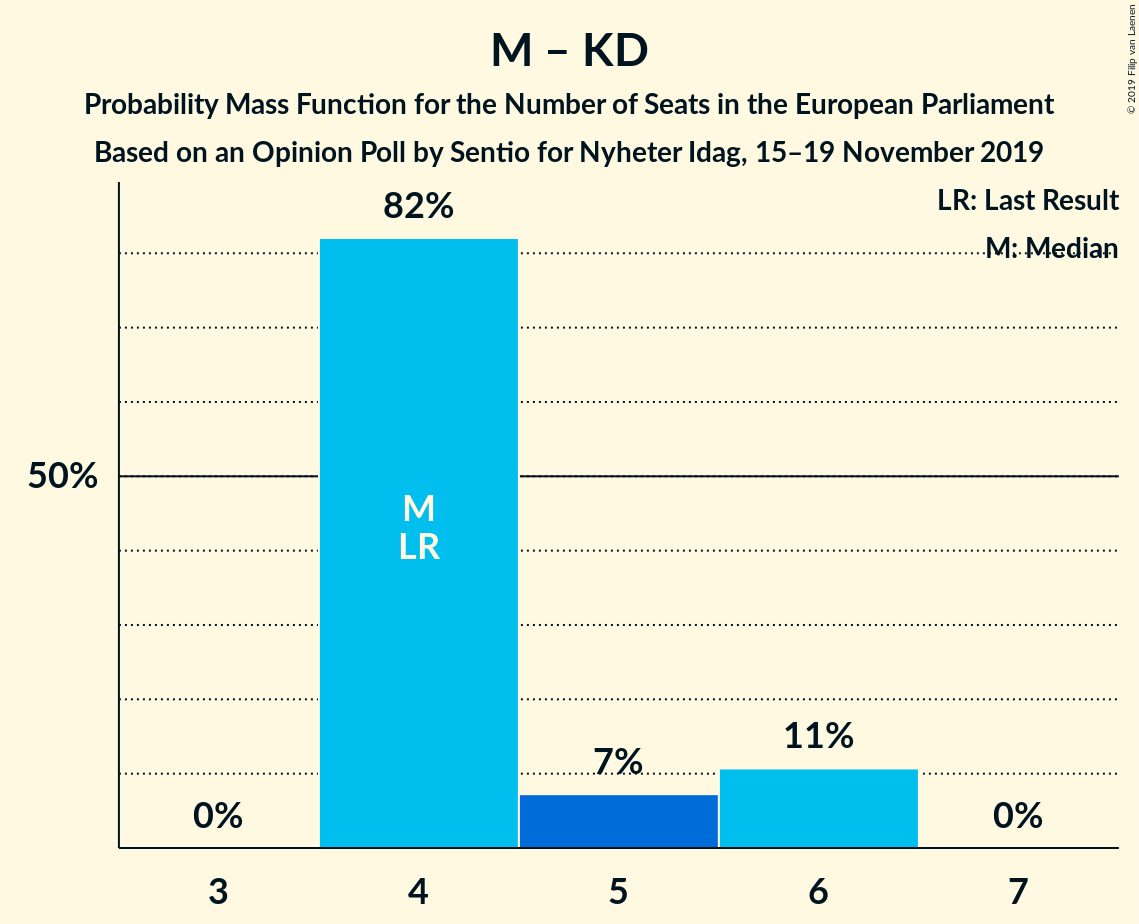 M – KD
Probability Mass Function for the Number of Seats in the European Parliament
Based on an Opinion Poll by Sentio for Nyheter Idag, 15–19 November 2019
© 2019 Filip van Laenen
LR: Last Result
M: Median
82%
50%
M
LR
11%
7%
0%
0%
3
4
5
6
7